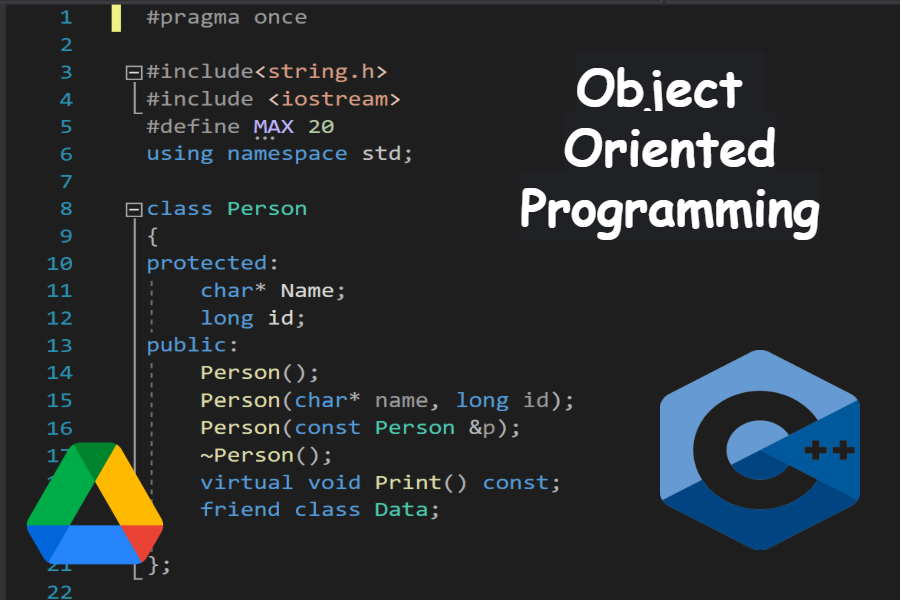 1 #pragma once
2
3 #include<string.h>
4 #include <iostream>
5 #define MAX 20
6 using namespace std;
7
8 class Person
9 {
10 protected:
11 char* Name;
12 long id;
13 public:
14 Person();
15 Person(char* name, long id);
16 Person(const Person &p);
17 ~Person();
virtual void Print() const;
friend class Data;
21 };
22
Object
Oriented
Programming
C++